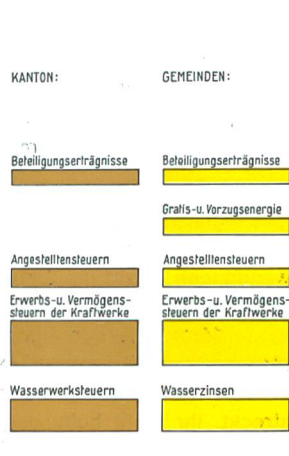 KANTON:
Beteiligungserträgnisse
Angestelltensteuern
Erwerbs-u. Vermögens-
steuern der Kraftwerke
Wasserwerksteuern
GEMEINDEN:
Beteiligungserträgnisse
Gratis-u. Vorzugsenergie
Angestelltensteuern
Erwerbs-u. Vermögens-
steuern der Kraftwerke
Wasserzinsen